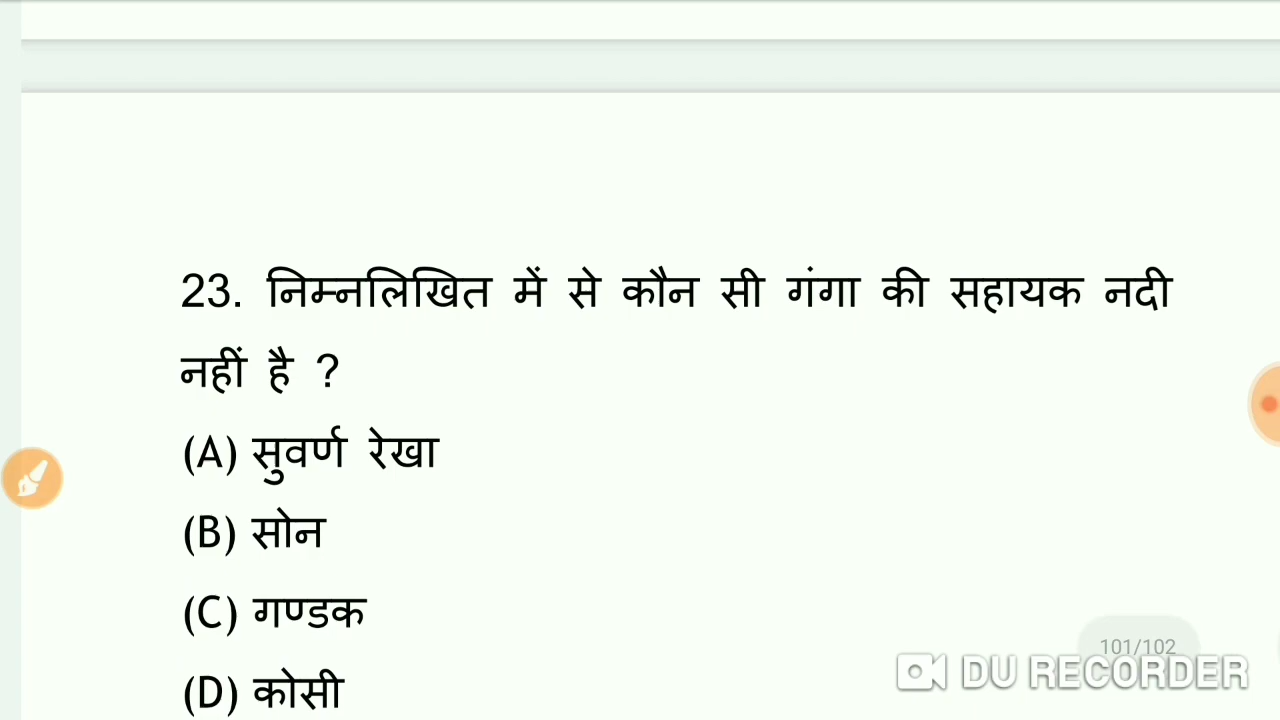 23. निम्नलिखित में से कौन सी गंगा की सहायक नदी
नहीं है ?
(A) सुवर्ण रेखा
(B) सोन
(C) गण्डक
(D) कोसी
101/102
DU RECORDER